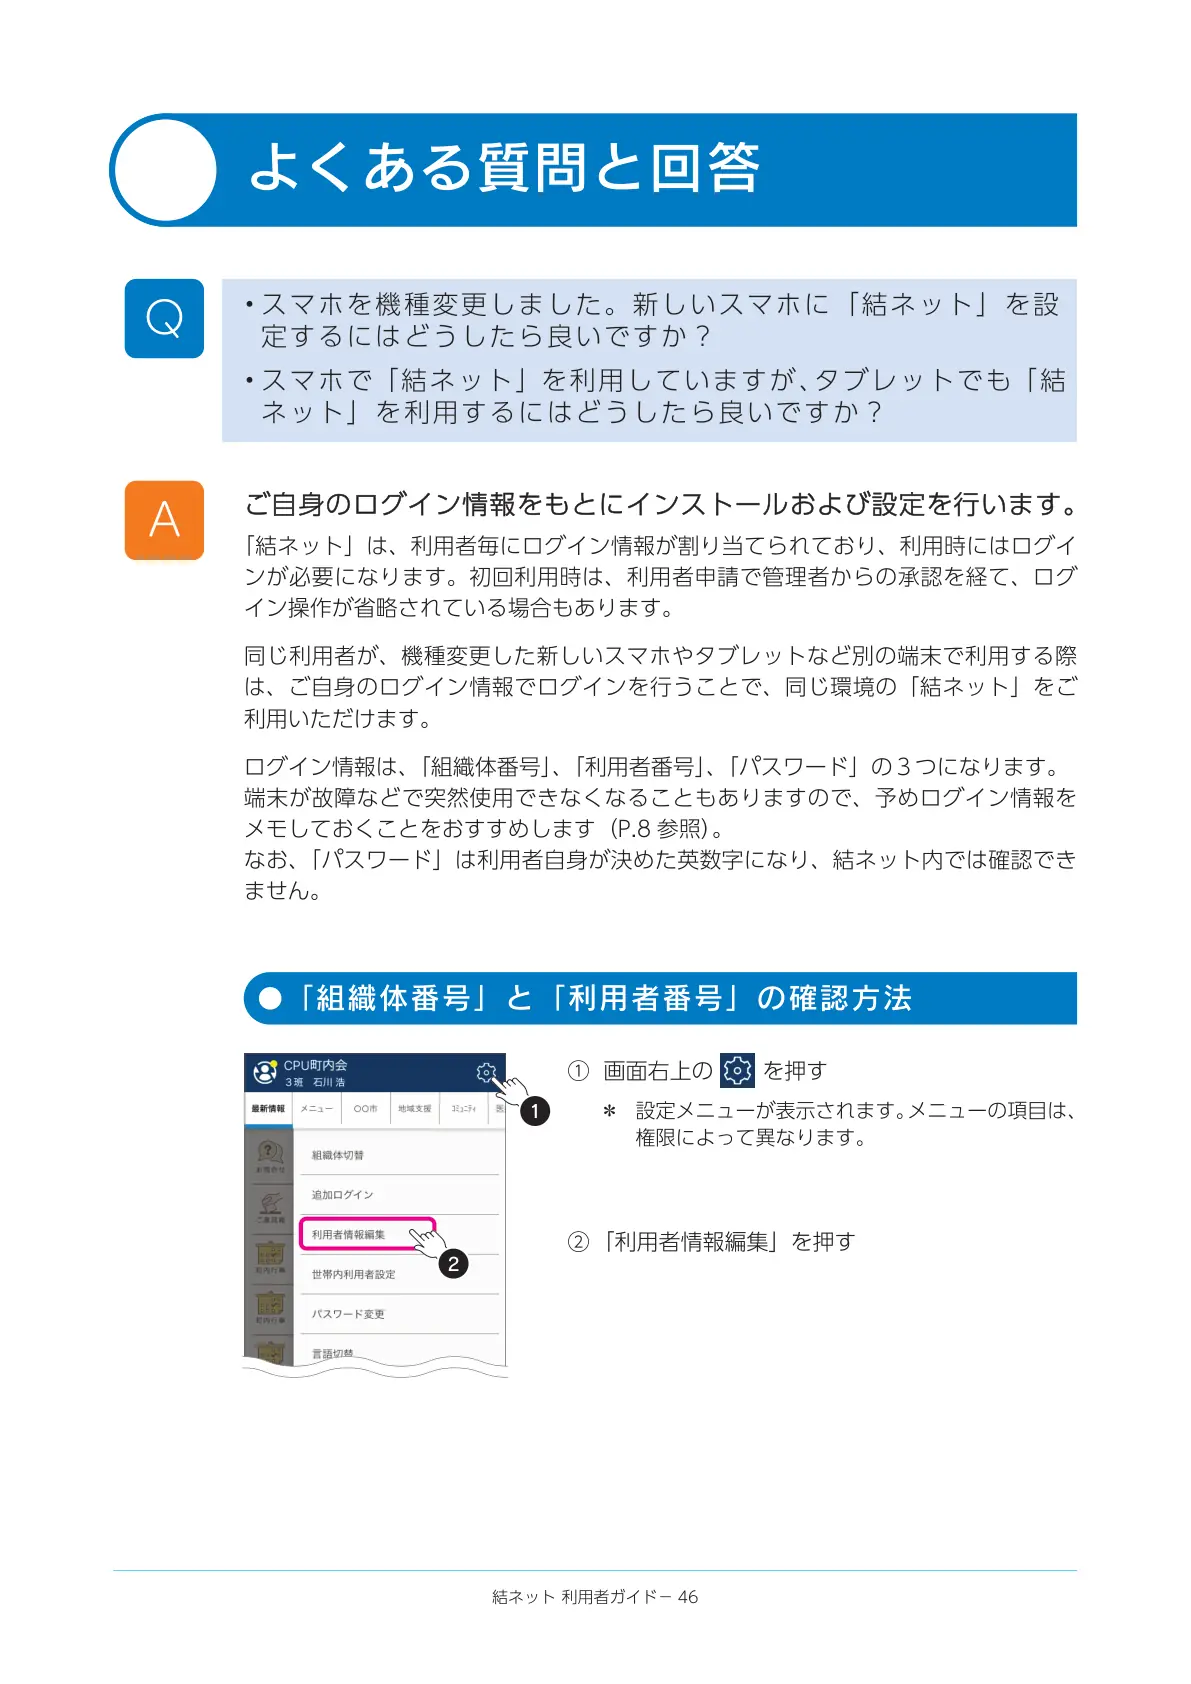 よくある質問と回答
Q
・スマホを機種変更しました。新しいスマホに「結ネット」を設
定するにはどうしたら良いですか？
・スマホで「結ネット」を利用していますが、タブレットでも「結
ネット」を利用するにはどうしたら良いですか？
A
ご自身のログイン情報をもとにインストールおよび設定を行います。
「結ネット」は、利用者毎にログイン情報が割り当てられており、利用時にはログイ
ンが必要になります。初回利用時は、利用者申請で管理者からの承認を経て、ログ
イン操作が省略されている場合もあります。
同じ利用者が、機種変更した新しいスマホやタブレットなど別の端末で利用する際
は、ご自身のログイン情報でログインを行うことで、同じ環境の「結ネット」をご
利用いただけます。
ログイン情報は、「組織体番号」、「利用者番号」、「パスワード」の３つになります。
端末が故障などで突然使用できなくなることもありますので、予めログイン情報を
メモしておくことをおすすめします（P.8 参照）。
なお、「パスワード」は利用者自身が決めた英数字になり、結ネット内では確認でき
ません。
●「組織体番号」と「利用者番号」の確認方法
CPU町内会
３班 石川 浩
最新情報 メニュー 〇〇市 地域支援 ｺﾐｭﾆﾃｨ 医
お問合せ
組織体切替
追加ログイン
利用者情報編集
町内行事
世帯内利用者設定
町内行事
パスワード変更
言語切替
1
2
① 画面右上の を押す
＊ 設定メニューが表示されます。メニューの項目は、
権限によって異なります。
②「利用者情報編集」を押す
結ネット 利用者ガイド－ 46